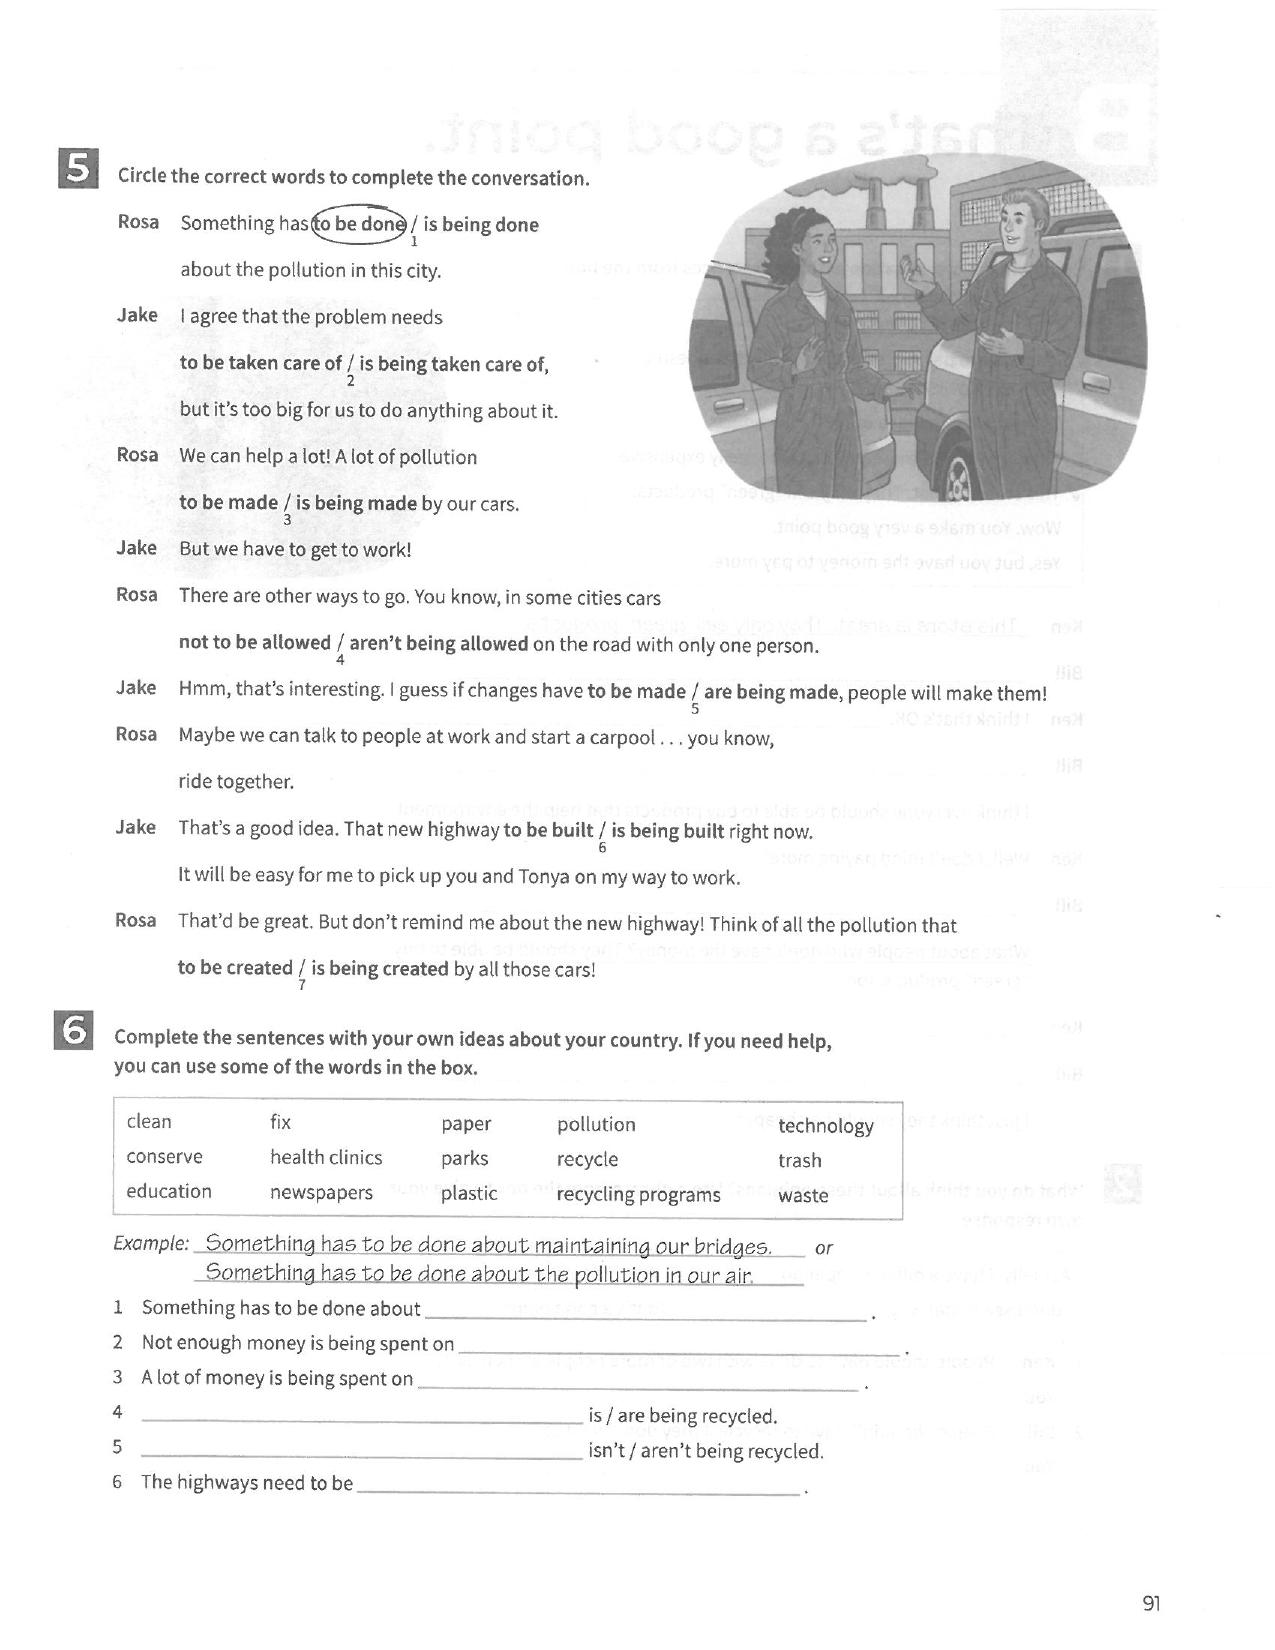 5 Circle the correct words to complete the conversation.
Rosa Something has to be done / is being done
1
about the pollution in this city.
Jake I agree that the problem needs
to be taken care of / is being taken care of,
2
but it's too big for us to do anything about it.
Rosa We can help a lot! A lot of pollution
to be made / is being made by our cars.
3
Jake But we have to get to work!
Rosa There are other ways to go. You know, in some cities cars
not to be allowed / aren't being allowed on the road with only one person.
4
Jake Hmm, that's interesting. I guess if changes have to be made / are being made, people will make them!
5
Rosa Maybe we can talk to people at work and start a carpool . . . you know,
ride together.
Jake That's a good idea. That new highway to be built / is being built right now.
6
It will be easy for me to pick up you and Tonya on my way to work.
Rosa That'd be great. But don't remind me about the new highway! Think of all the pollution that
to be created / is being created by all those cars!
7
6 Complete the sentences with your own ideas about your country. If you need help,
you can use some of the words in the box.
clean fix paper pollution technology
conserve health clinics parks recycle trash
education newspapers plastic recycling programs waste
Example: Something has to be done about maintaining our bridges. or
Something has to be done about the pollution in our air.
1 Something has to be done about .
2 Not enough money is being spent on .
3 A lot of money is being spent on .
4 is / are being recycled.
5 isn't / aren't being recycled.
6 The highways need to be .
91